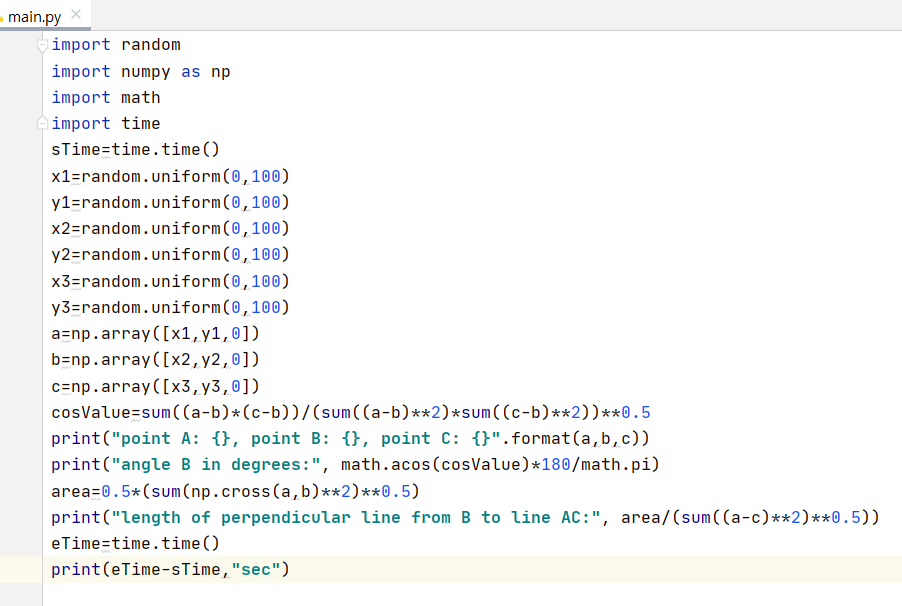 main.py
import random
import numpy as np
import math
import time
sTime=time.time()
x1=random.uniform(0,100)
y1=random.uniform(0,100)
x2=random.uniform(0,100)
y2=random.uniform(0,100)
x3=random.uniform(0,100)
y3=random.uniform(0,100)
a=np.array([x1,y1,0])
b=np.array([x2,y2,0])
c=np.array([x3,y3,0])
cosValue=sum((a-b)*(c-b))/(sum((a-b)**2)*sum((c-b)**2))**0.5
print("point A: {}, point B: {}, point C: {}".format(a,b,c))
print("angle B in degrees:", math.acos(cosValue)*180/math.pi)
area=0.5*(sum(np.cross(a,b)**2)**0.5)
print("length of perpendicular line from B to line AC:", area/(sum((a-c)**2)**0.5))
eTime=time.time()
print(eTime-sTime,"sec")